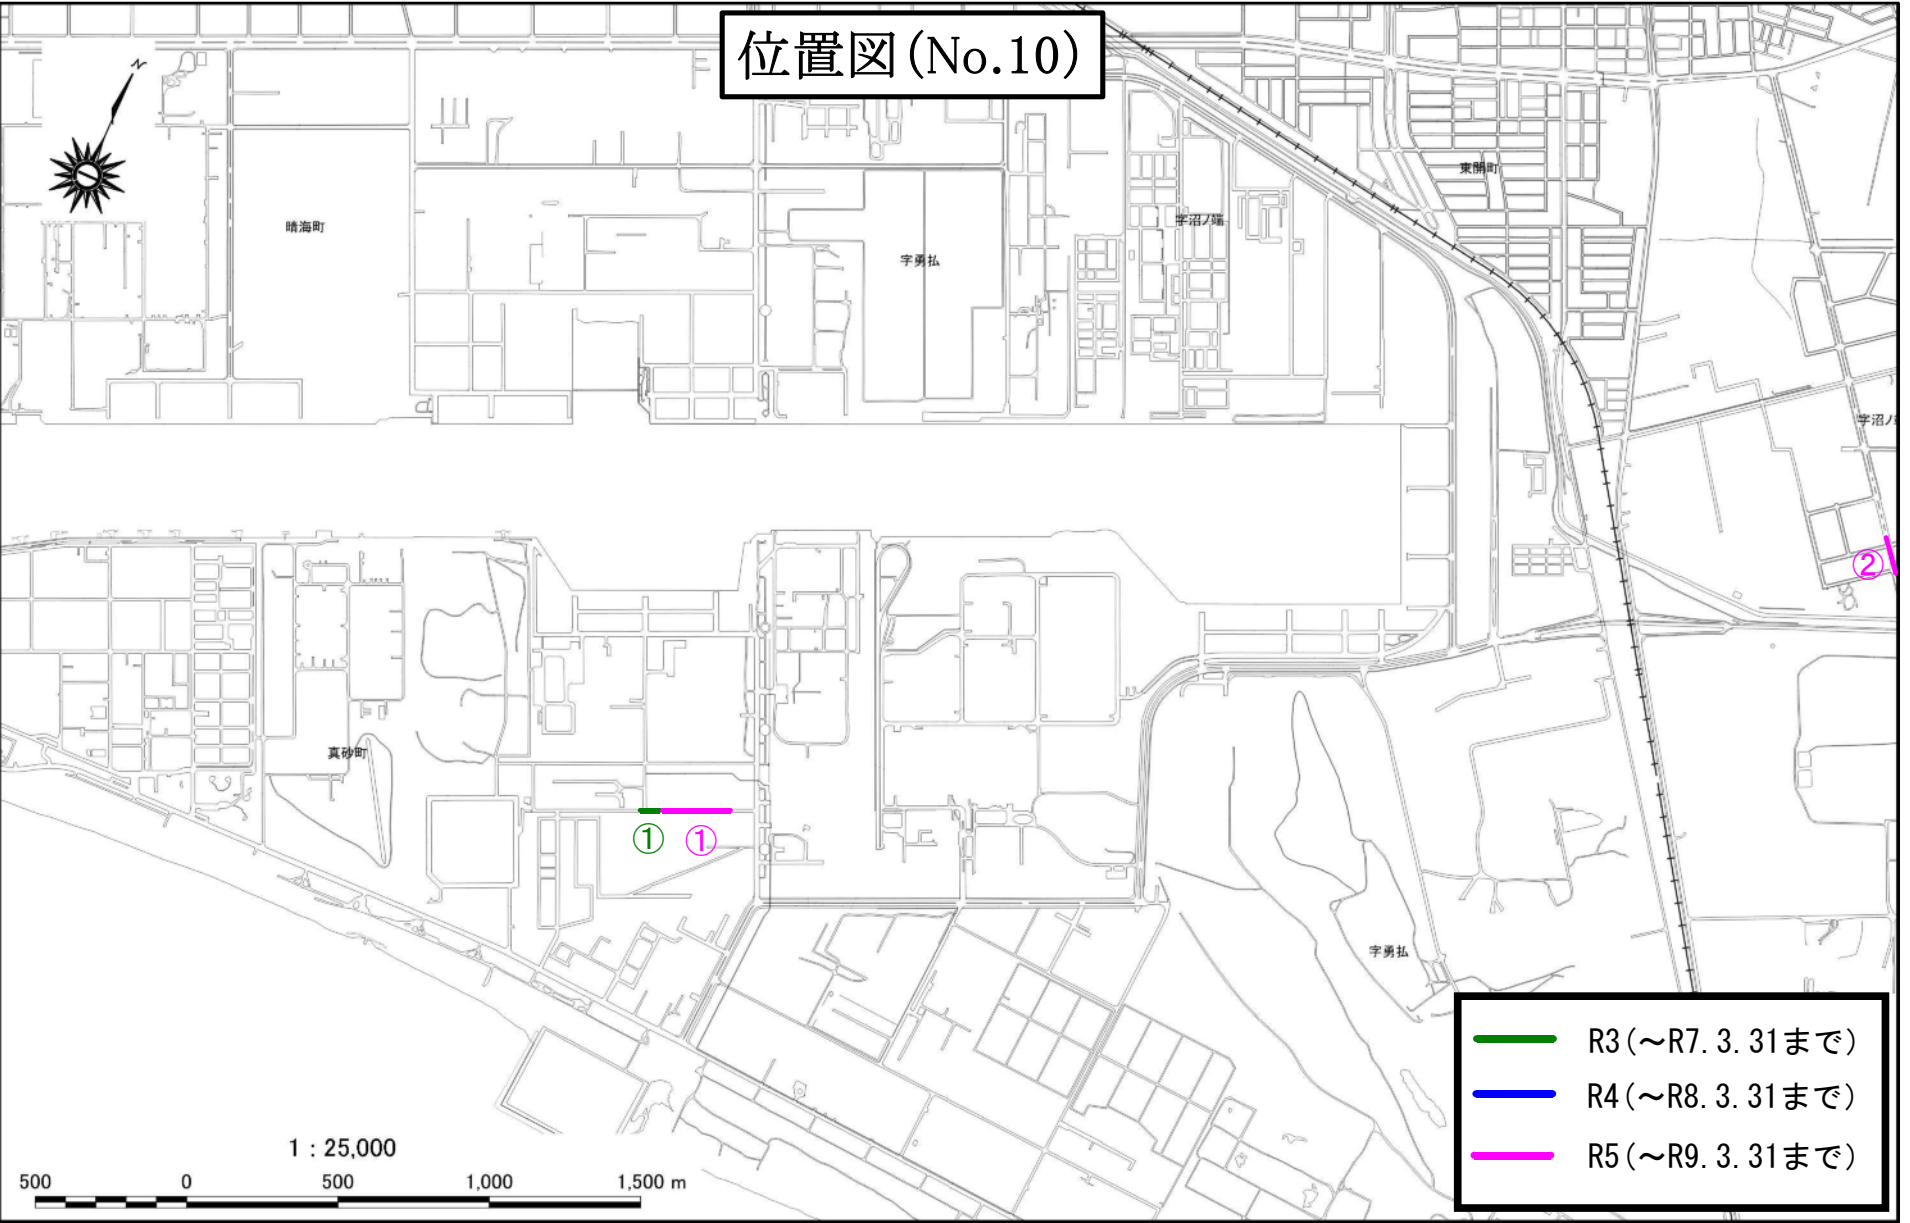 位置図(No.10)
N
東開町
字沼ノ端
晴海町
字勇払
字沼ノ端
②
真砂町
① ①
字勇払
R3(～R7.3.31まで)
R4(～R8.3.31まで)
R5(～R9.3.31まで)
1：25,000
500 0 500 1,000 1,500 m